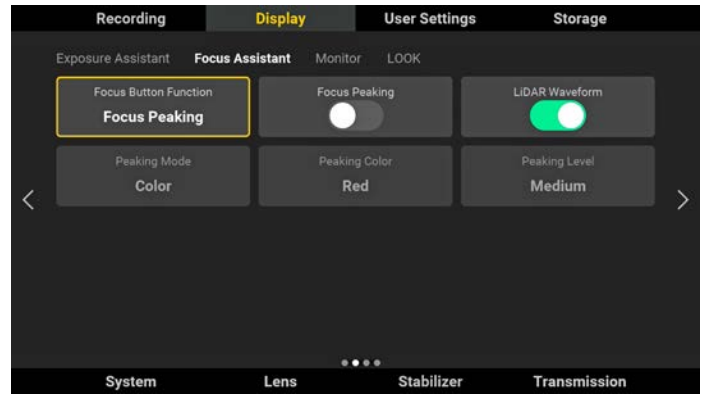 Recording Display User Settings Storage
Exposure Assistant Focus Assistant Monitor LOOK
Focus Button Function Focus Peaking LiDAR Waveform
Focus Peaking
Peaking Mode Peaking Color Peaking Level
Color Red Medium
System Lens Stabilizer Transmission